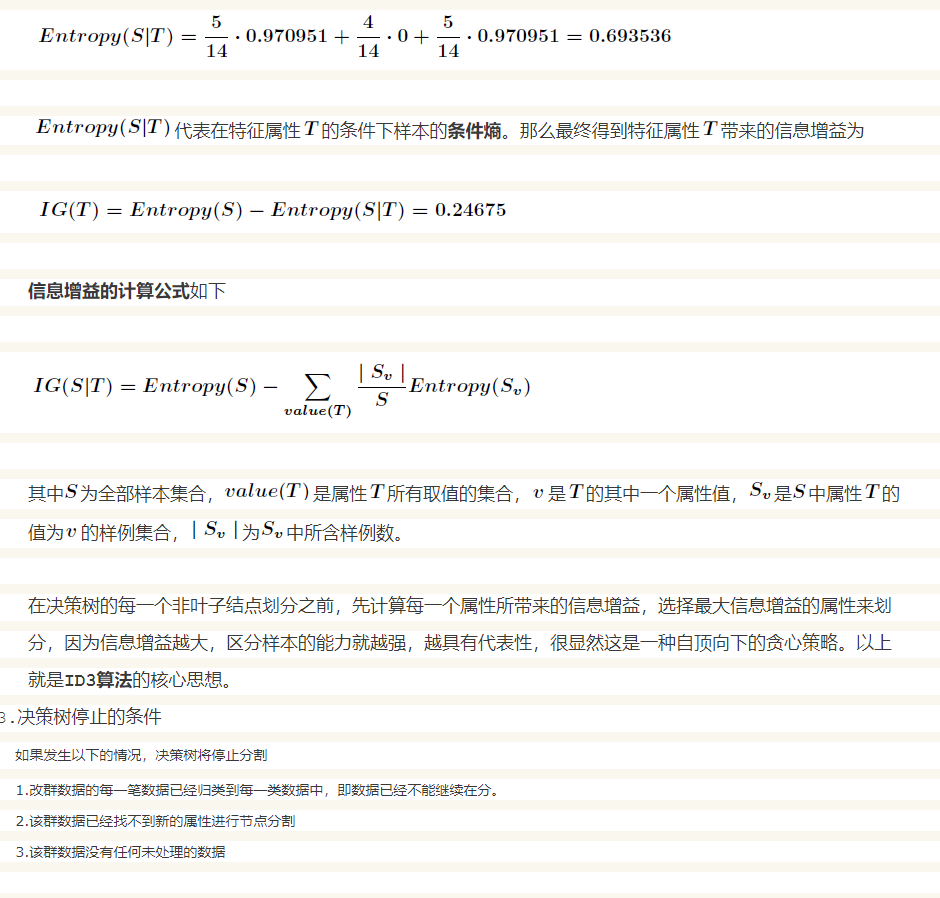 Entropy(S|T) = 5/14 · 0.970951 + 4/14 · 0 + 5/14 · 0.970951 = 0.693536
Entropy(S|T) 代表在特征属性 T 的条件下样本的条件熵。那么最终得到特征属性 T 带来的信息增益为
IG(T) = Entropy(S) − Entropy(S|T) = 0.24675
信息增益的计算公式如下
IG(S|T) = Entropy(S) − ∑_{value(T)} | S_v |/S Entropy(S_v)
其中S为全部样本集合，value(T)是属性 T 所有取值的集合，v 是 T 的其中一个属性值，S_v是S中属性 T 的
值为 v 的样例集合，| S_v |为S_v中所含样例数。
在决策树的每一个非叶子结点划分之前，先计算每一个属性所带来的信息增益，选择最大信息增益的属性来划
分，因为信息增益越大，区分样本的能力就越强，越具有代表性，很显然这是一种自顶向下的贪心策略。以上
就是ID3算法的核心思想。
3.决策树停止的条件
如果发生以下的情况，决策树将停止分割
1.改群数据的每一笔数据已经归类到每一类数据中，即数据已经不能继续在分。
2.该群数据已经找不到新的属性进行节点分割
3.该群数据没有任何未处理的数据